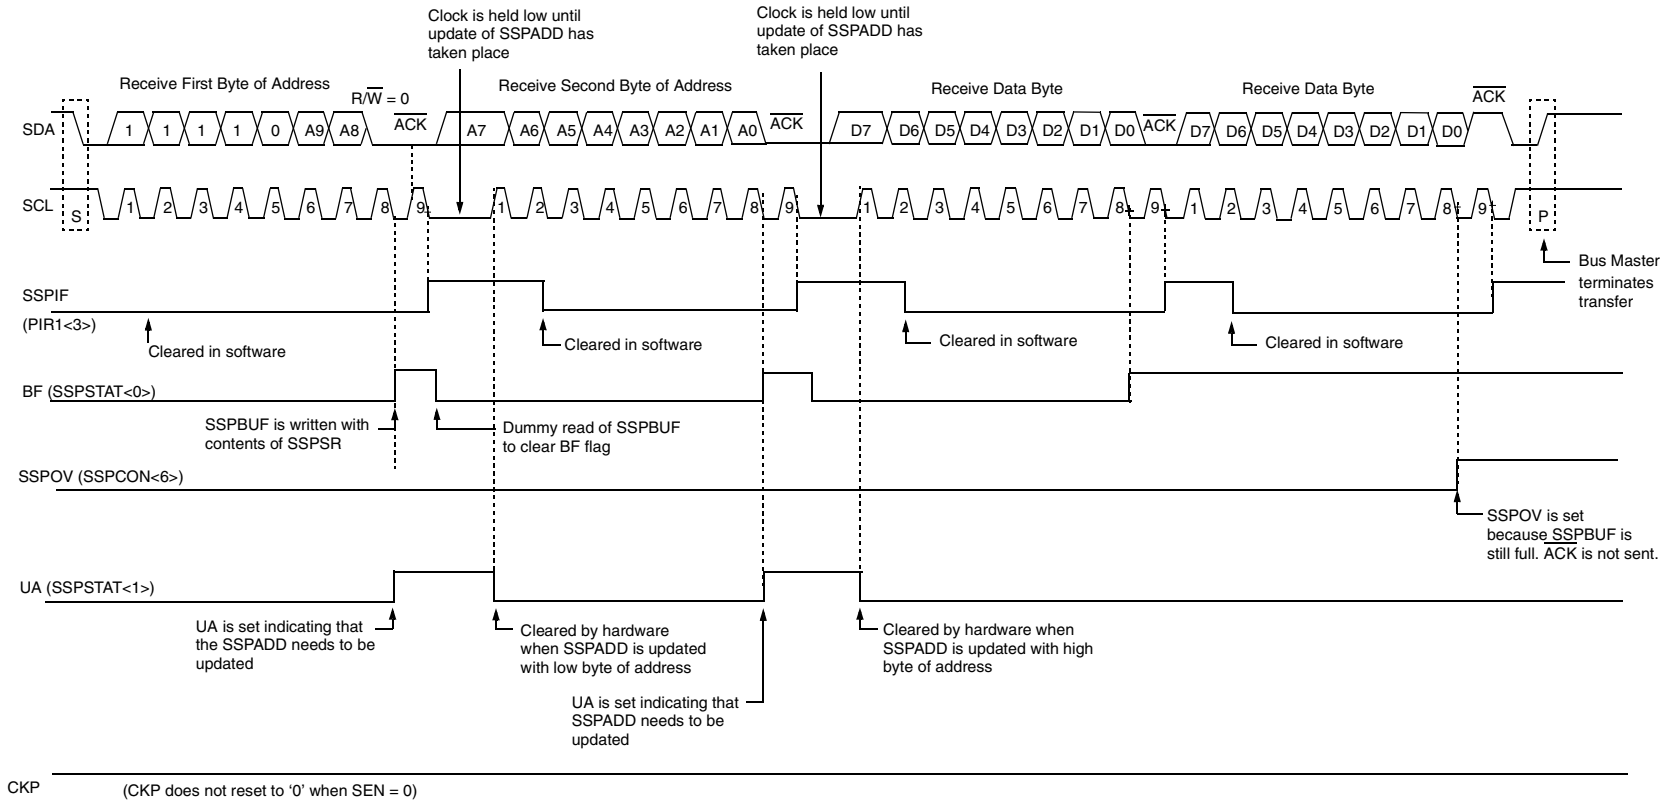 Clock is held low until
update of SSPADD has
taken place
Clock is held low until
update of SSPADD has
taken place
Receive First Byte of Address
R/W = 0
ACK
Receive Second Byte of Address
ACK
Receive Data Byte
ACK
Receive Data Byte
ACK
SDA
1 1 1 1 0 A9 A8
A7 A6 A5 A4 A3 A2 A1 A0
D7 D6 D5 D4 D3 D2 D1 D0
D7 D6 D5 D4 D3 D2 D1 D0
SCL
S
1 2 3 4 5 6 7 8 9
1 2 3 4 5 6 7 8 9
1 2 3 4 5 6 7 8 9
1 2 3 4 5 6 7 8 9
P
Bus Master
terminates
transfer
SSPIF
(PIR1<3>)
Cleared in software
Cleared in software
Cleared in software
Cleared in software
BF (SSPSTAT<0>)
SSPBUF is written with
contents of SSPSR
Dummy read of SSPBUF
to clear BF flag
SSPOV (SSPCON<6>)
SSPOV is set
because SSPBUF is
still full. ACK is not sent.
UA (SSPSTAT<1>)
UA is set indicating that
the SSPADD needs to be
updated
Cleared by hardware
when SSPADD is updated
with low byte of address
UA is set indicating that
SSPADD needs to be
updated
Cleared by hardware when
SSPADD is updated with high
byte of address
CKP
(CKP does not reset to ‘0’ when SEN = 0)